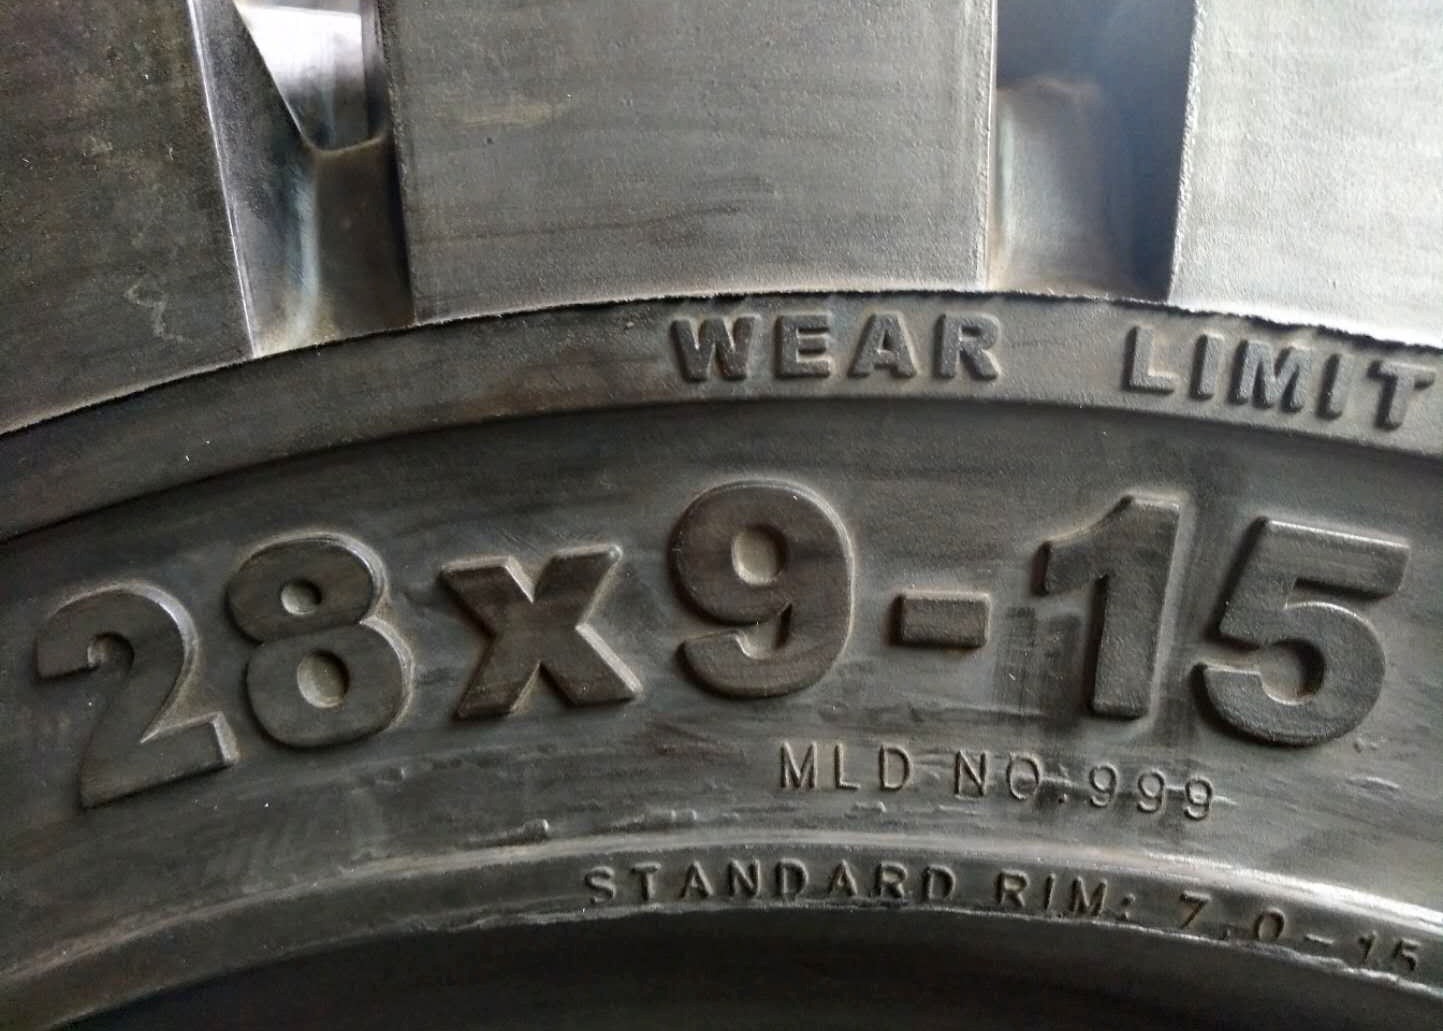 WEAR LIMIT
28x9-15
MLD NO.999
STANDARD RIM: 7.0-15